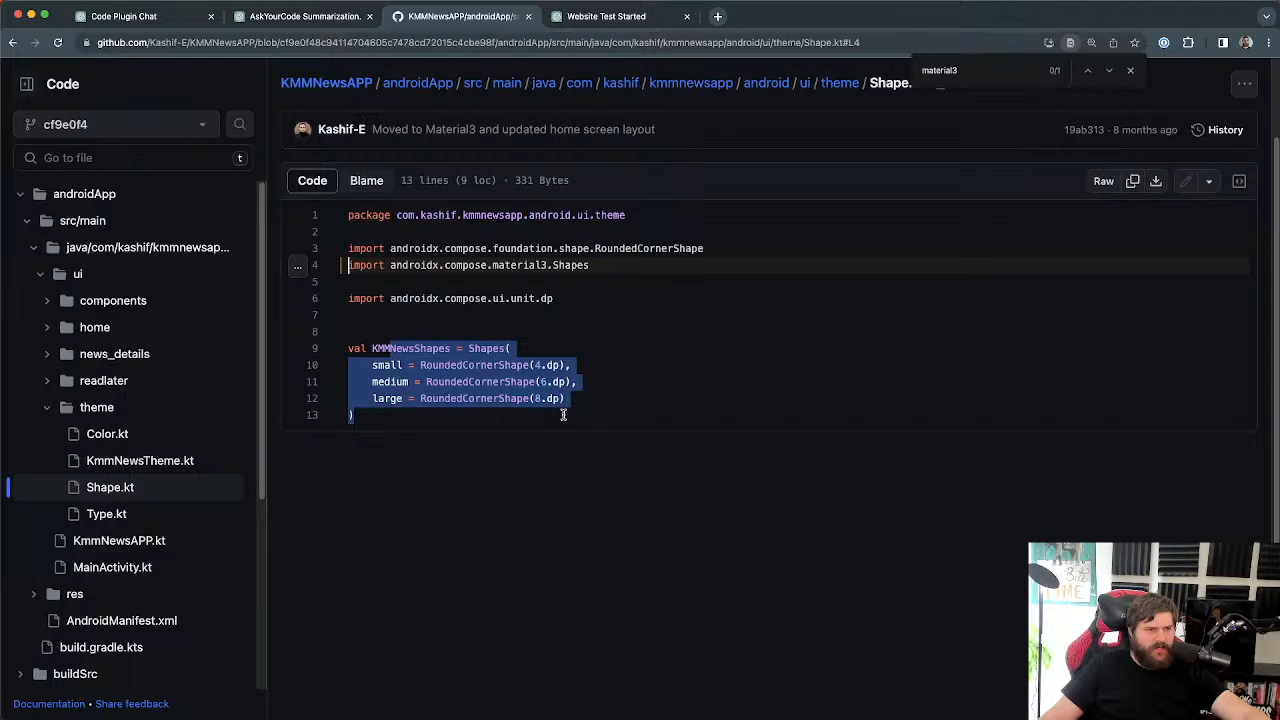 Code Plugin Chat
AskYourCode Summarization.
KMMNewsAPP/androidApp/s
Website Test Started
github.com/Kashif-E/KMMNewsAPP/blob/cf9e0f48c94114704605c7478cd72015c4cbe98f/androidApp/src/main/java/com/kashif/kmmnewsapp/android/ui/theme/Shape.kt#L4
material3 0/1
Code
KMMNewsAPP / androidApp / src / main / java / com / kashif / kmmnewsapp / android / ui / theme / Shape.
cf9e0f4
Kashif-E Moved to Material3 and updated home screen layout 19ab313 · 8 months ago History
Go to file t
Code Blame 13 lines (9 loc) · 331 Bytes Raw
androidApp
src/main
java/com/kashif/kmmnewsap...
ui
components
home
news_details
readlater
theme
Color.kt
KmmNewsTheme.kt
Shape.kt
Type.kt
KmmNewsAPP.kt
MainActivity.kt
res
AndroidManifest.xml
build.gradle.kts
buildSrc
Documentation • Share feedback
1 package com.kashif.kmmnewsapp.android.ui.theme
2
3 import androidx.compose.foundation.shape.RoundedCornerShape
... 4 import androidx.compose.material3.Shapes
5
6 import androidx.compose.ui.unit.dp
7
8
9 val KMMNewsShapes = Shapes(
10 small = RoundedCornerShape(4.dp),
11 medium = RoundedCornerShape(6.dp),
12 large = RoundedCornerShape(8.dp)
13 )